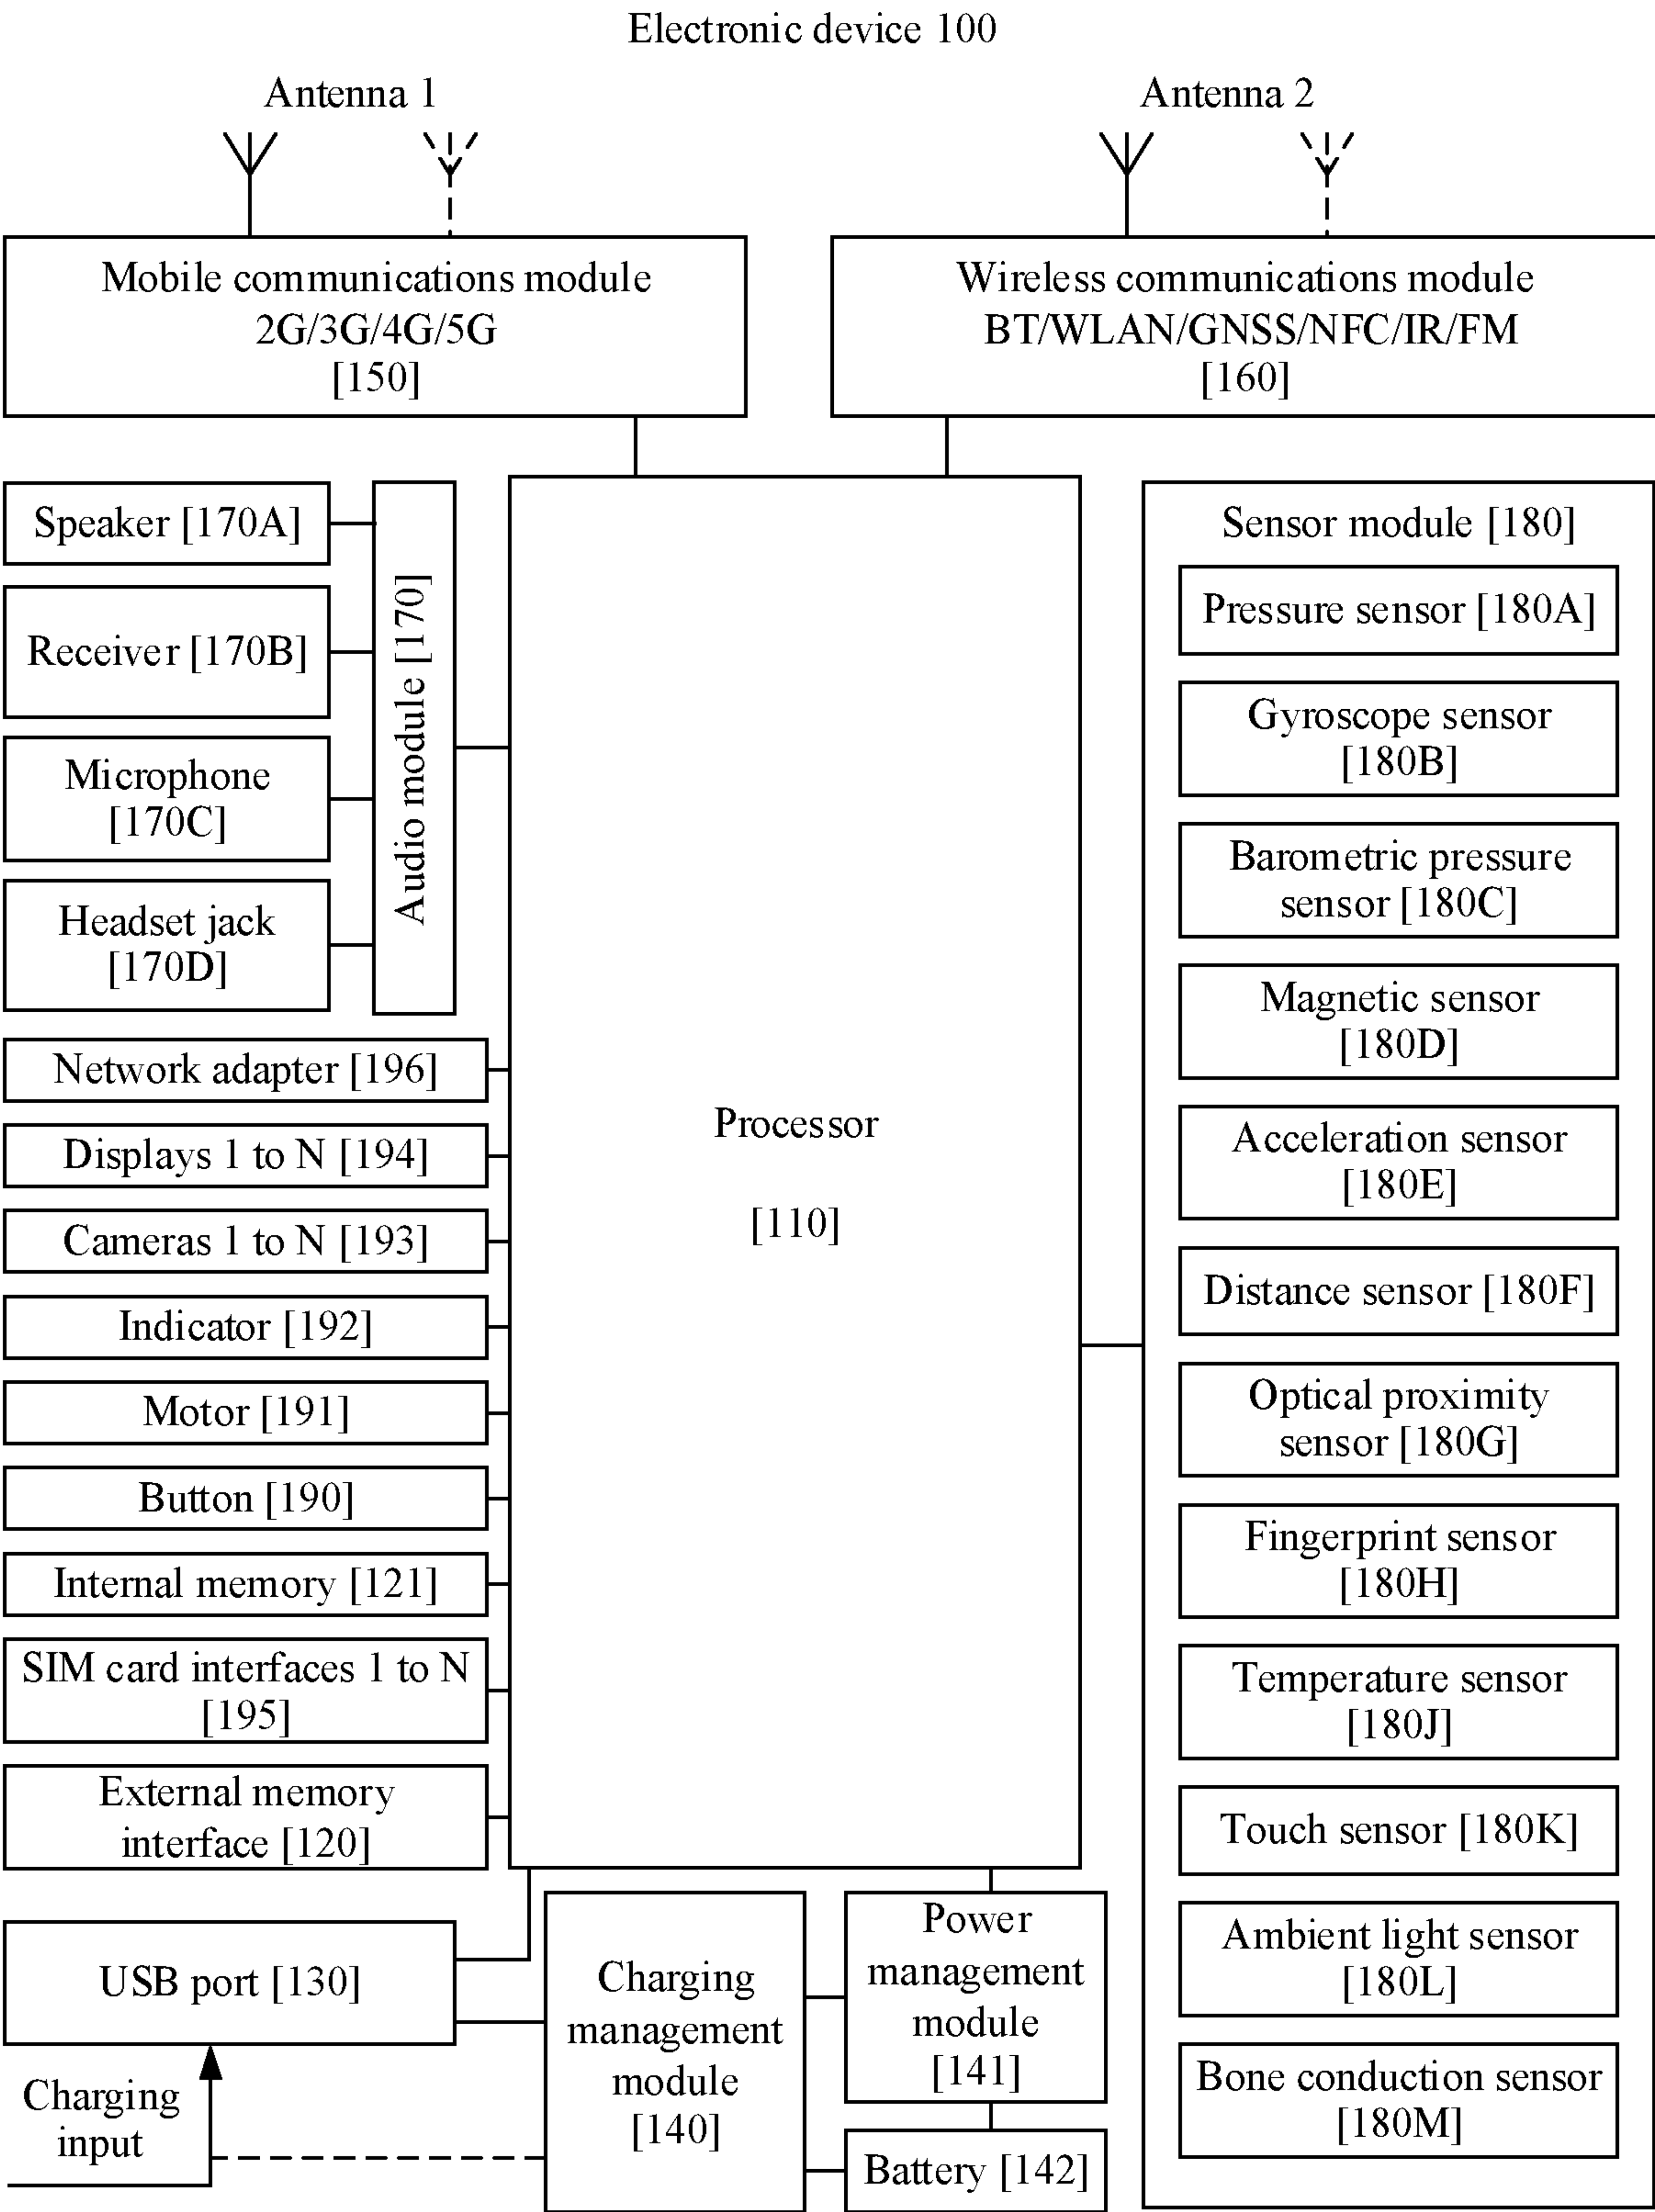 Electronic device 100
Antenna 1
Antenna 2
Mobile communications module
2G/3G/4G/5G
[150]
Wireless communications module
BT/WLAN/GNSS/NFC/IR/FM
[160]
Speaker [170A]
Receiver [170B]
Microphone
[170C]
Headset jack
[170D]
Audio module [170]
Network adapter [196]
Displays 1 to N [194]
Cameras 1 to N [193]
Indicator [192]
Motor [191]
Button [190]
Internal memory [121]
SIM card interfaces 1 to N
[195]
External memory
interface [120]
Processor
[110]
Sensor module [180]
Pressure sensor [180A]
Gyroscope sensor
[180B]
Barometric pressure
sensor [180C]
Magnetic sensor
[180D]
Acceleration sensor
[180E]
Distance sensor [180F]
Optical proximity
sensor [180G]
Fingerprint sensor
[180H]
Temperature sensor
[180J]
Touch sensor [180K]
Ambient light sensor
[180L]
Bone conduction sensor
[180M]
USB port [130]
Charging
input
Charging
management
module
[140]
Power
management
module
[141]
Battery [142]